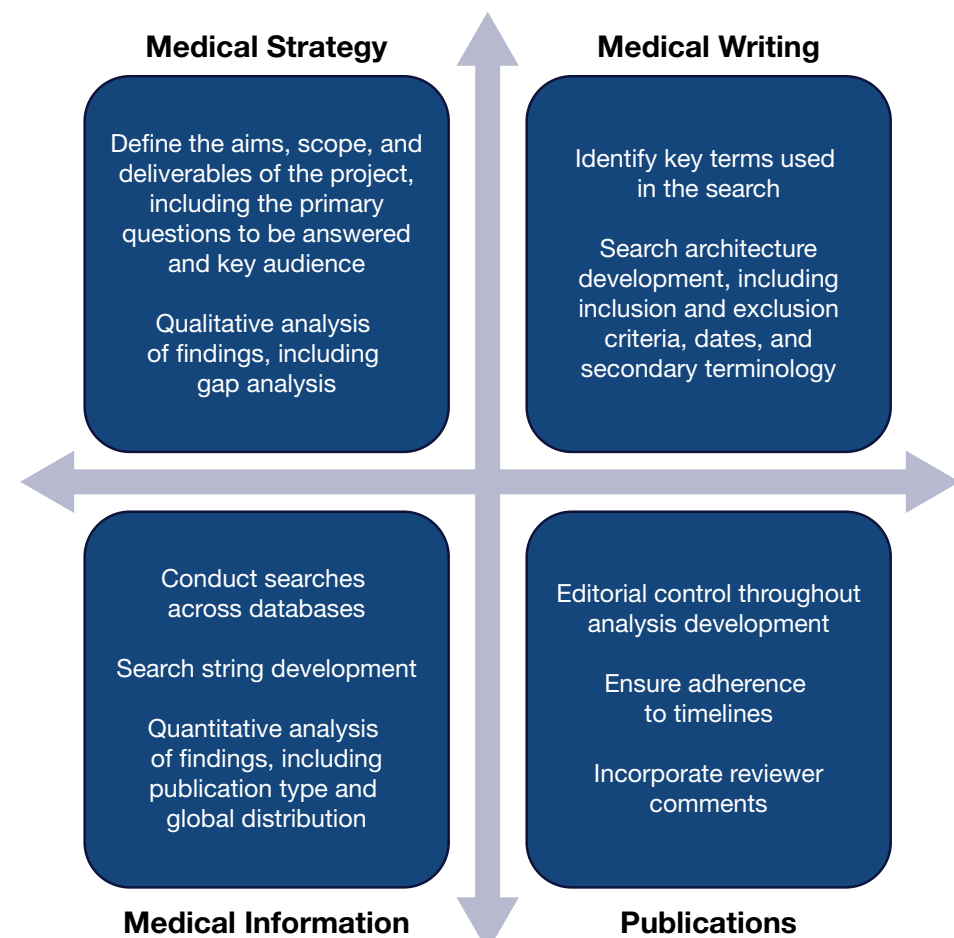 Medical Strategy
Define the aims, scope, and
deliverables of the project,
including the primary
questions to be answered
and key audience
Qualitative analysis
of findings, including
gap analysis
Medical Writing
Identify key terms used
in the search
Search architecture
development, including
inclusion and exclusion
criteria, dates, and
secondary terminology
Conduct searches
across databases
Search string development
Quantitative analysis
of findings, including
publication type and
global distribution
Medical Information
Editorial control throughout
analysis development
Ensure adherence
to timelines
Incorporate reviewer
comments
Publications